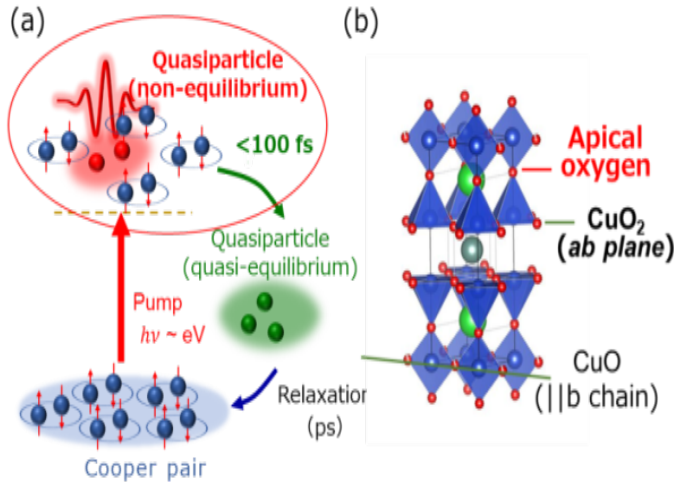 (a)
Quasiparticle
(non-equilibrium)
<100 fs
Quasiparticle
(quasi-equilibrium)
Pump
hν ~ eV
Relaxation
(ps)
Cooper pair
(b)
Apical
oxygen
CuO₂
(ab plane)
CuO
(||b chain)